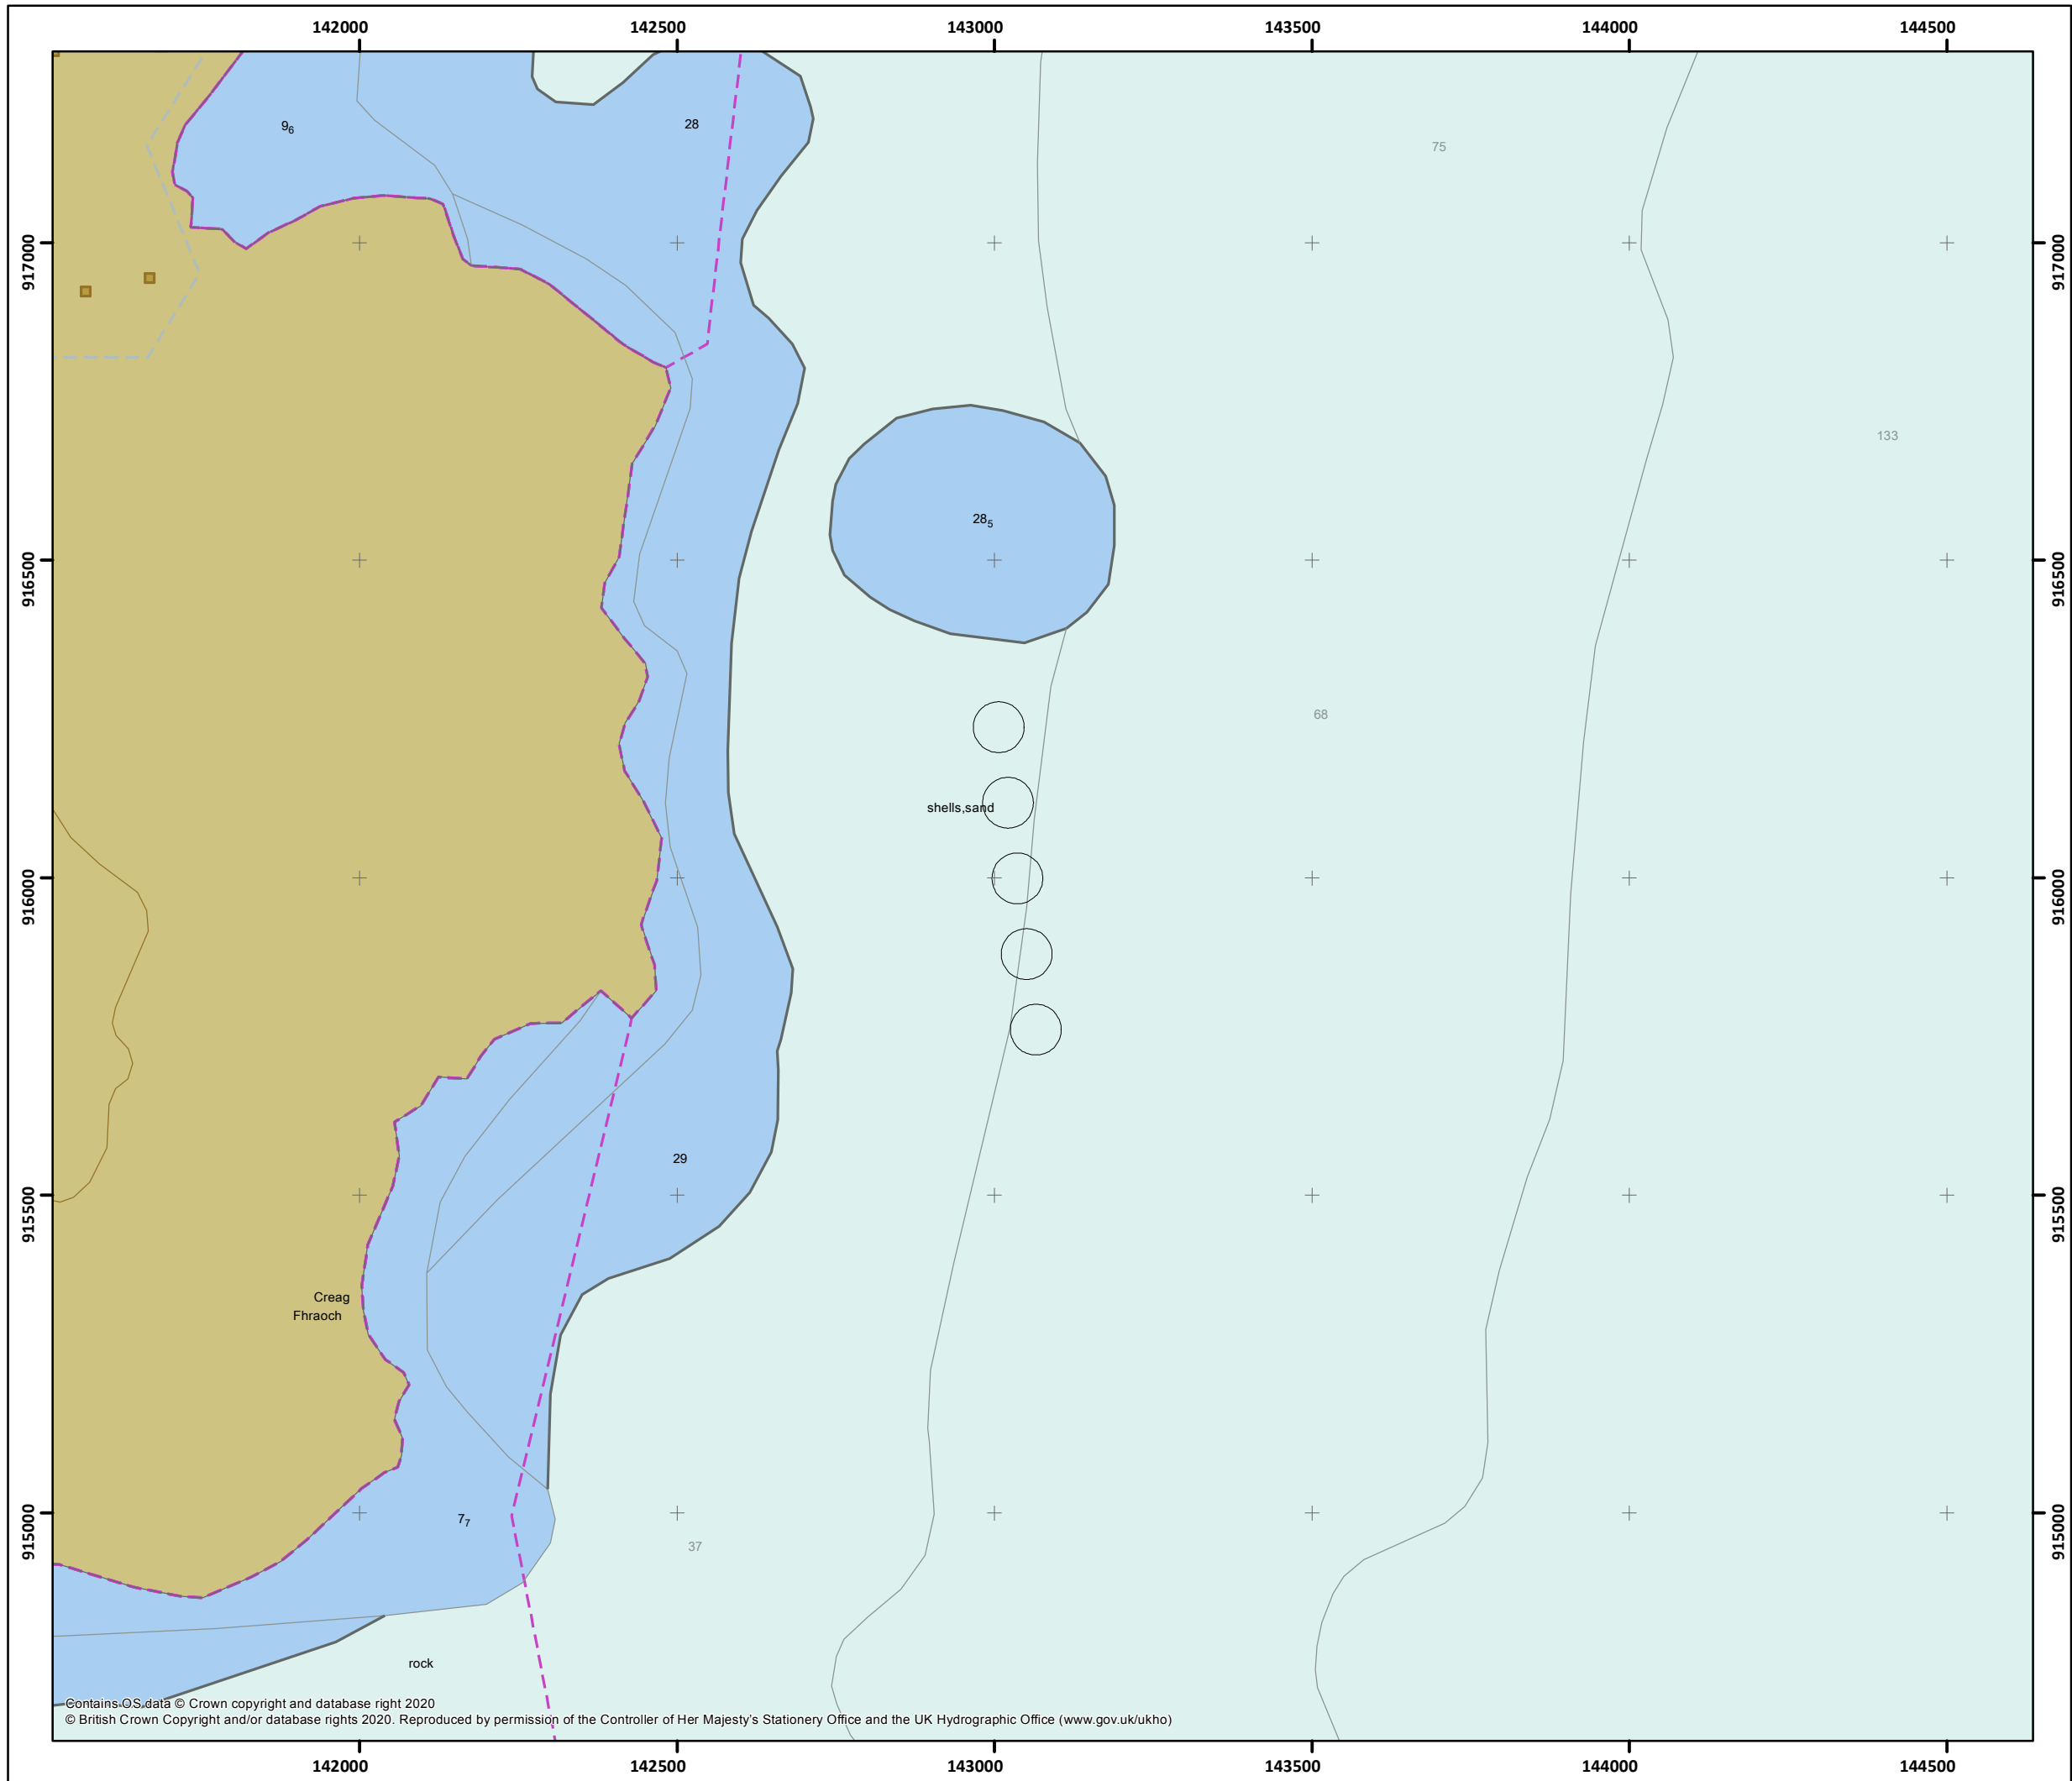 142000 142500 143000 143500 144000 144500
9₆
28
75
917000 917000
133
28₅
916500 916500
68
shells,sand
916000 916000
29
915500 915500
Creag
Fhraoch
915000 915000
7₇
37
rock
Contains OS data © Crown copyright and database right 2020
© British Crown Copyright and/or database rights 2020. Reproduced by permission of the Controller of Her Majesty's Stationery Office and the UK Hydrographic Office (www.gov.uk/ukho)
142000 142500 143000 143500 144000 144500